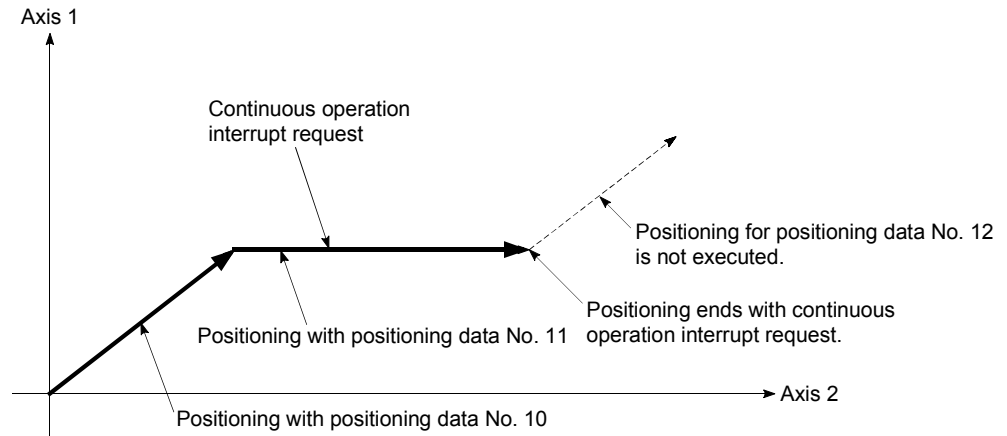 Axis 1
Continuous operation
interrupt request
Positioning for positioning data No. 12
is not executed.
Positioning ends with continuous
operation interrupt request.
Positioning with positioning data No. 11
Axis 2
Positioning with positioning data No. 10